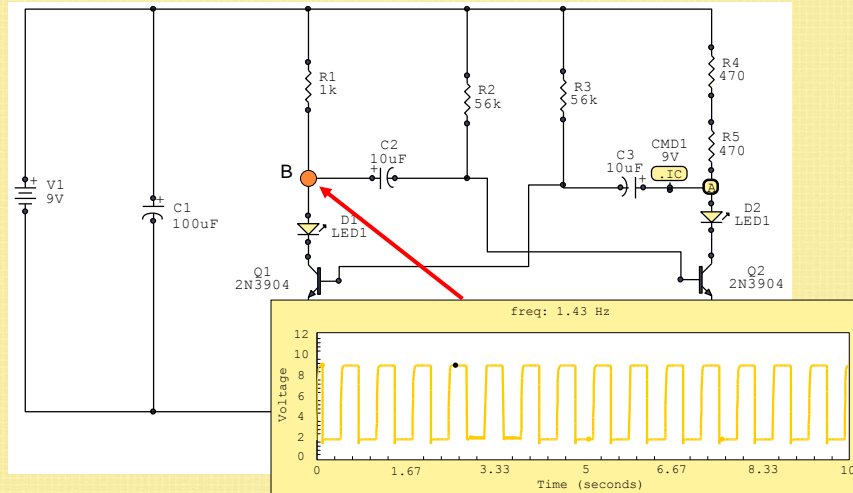 R1
1k
R2
56k
R3
56k
R4
470
R5
470
C2
10uF
+
C3
10uF
+
CMD1
9V
.IC
B
A
+
V1
9V
+
C1
100uF
D1
LED1
D2
LED1
Q1
2N3904
Q2
2N3904
freq: 1.43 Hz
Voltage
12
10
8
6
4
2
0
0 1.67 3.33 5 6.67 8.33 10
Time (seconds)